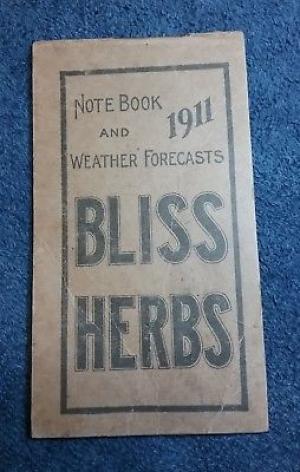 NOTE BOOK 1911
AND
WEATHER FORECASTS
BLISS
HERBS